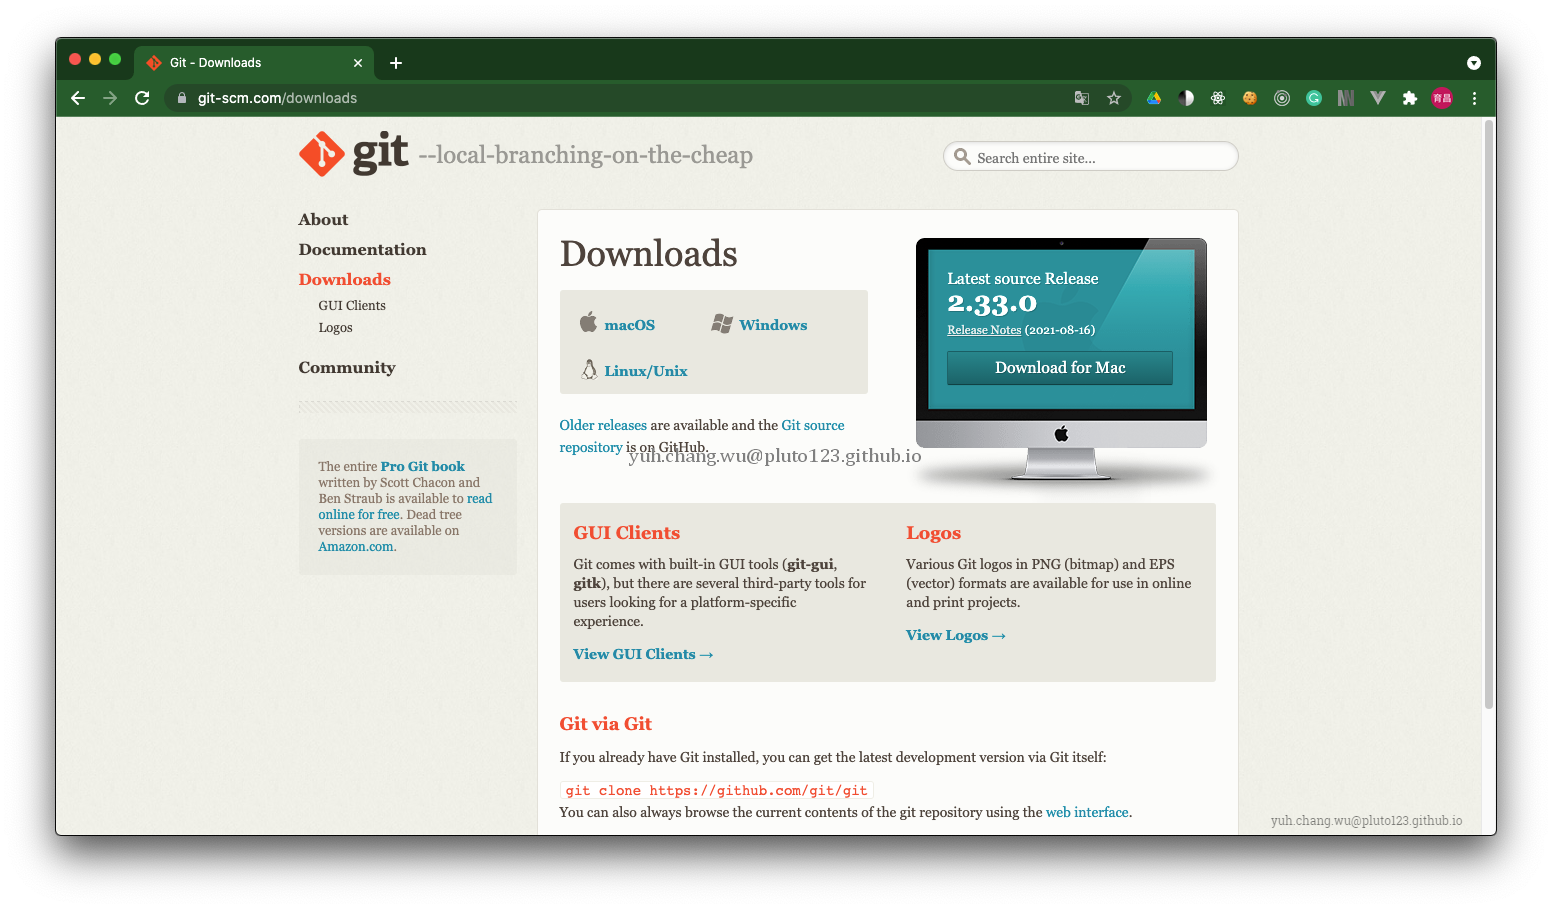 Git - Downloads
git-scm.com/downloads
育昌
git --local-branching-on-the-cheap
Search entire site...
About
Documentation
Downloads
GUI Clients
Logos
Community
The entire Pro Git book
written by Scott Chacon and
Ben Straub is available to read
online for free. Dead tree
versions are available on
Amazon.com.
Downloads
macOS
Windows
Linux/Unix
Older releases are available and the Git source
repository is on GitHub.
yuh.chang.wu@pluto123.github.io
Latest source Release
2.33.0
Release Notes (2021-08-16)
Download for Mac
GUI Clients
Git comes with built-in GUI tools (git-gui,
gitk), but there are several third-party tools for
users looking for a platform-specific
experience.
View GUI Clients →
Logos
Various Git logos in PNG (bitmap) and EPS
(vector) formats are available for use in online
and print projects.
View Logos →
Git via Git
If you already have Git installed, you can get the latest development version via Git itself:
git clone https://github.com/git/git
You can also always browse the current contents of the git repository using the web interface.
yuh.chang.wu@pluto123.github.io